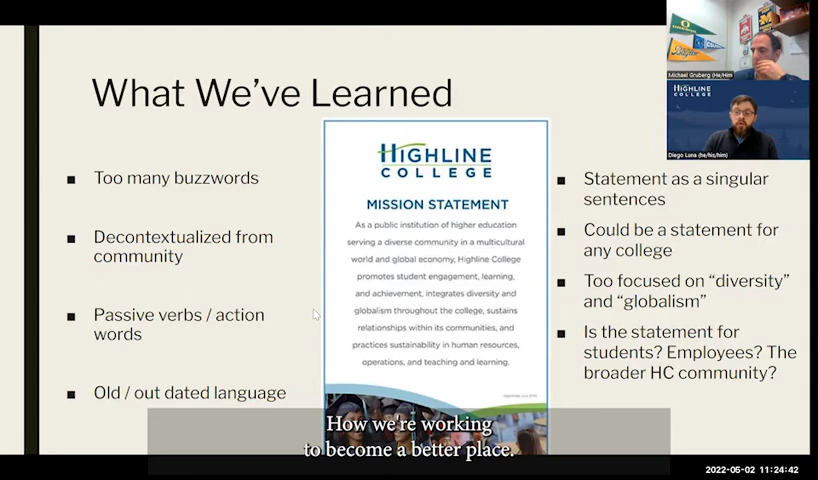 What We've Learned
Too many buzzwords
Decontextualized from
community
Passive verbs / action
words
Old / out dated language
HIGHLINE
COLLEGE
MISSION STATEMENT
As a public institution of higher education
serving a diverse community in a multicultural
world and global economy, Highline College
promotes student engagement, learning,
and achievement, integrates diversity and
globalism throughout the college, sustains
relationships within its communities, and
practices sustainability in human resources,
operations, and teaching and learning.
Statement as a singular
sentences
Could be a statement for
any college
Too focused on “diversity”
and “globalism”
Is the statement for
students? Employees? The
broader HC community?
Michael Gruberg (He/Him
HIGHLINE
COLLEGE
Diego Luna (he/his/him)
How we're working
to become a better place.
2022-05-02 11:24:42